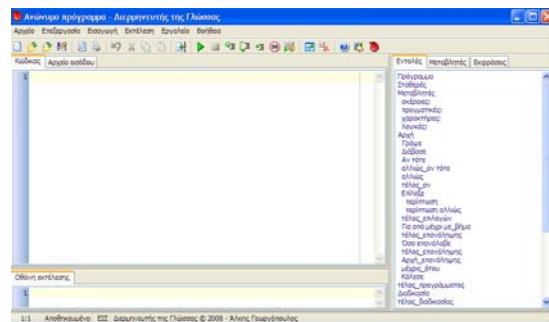 Ανώνυμο πρόγραμμα - Διερμηνευτής της Γλώσσας
Αρχείο Επεξεργασία Εισαγωγή Εκτέλεση Εργαλεία Βοήθεια
Κώδικας Αρχείο εισόδου
Εντολές Μεταβλητές Εκφράσεις
1
Πρόγραμμα
Σταθερές
Μεταβλητές
ακέραιες:
πραγματικές:
χαρακτήρες:
λογικές:
Αρχή
Γράψε
Διάβασε
Αν τότε
αλλιώς_αν τότε
αλλιώς
τέλος_αν
Επίλεξε
περίπτωση
περίπτωση αλλιώς
τέλος_επιλογών
Για από μέχρι με_βήμα
τέλος_επανάληψης
Όσο επανάλαβε
τέλος_επανάληψης
Αρχή_επανάληψης
μέχρις_ότου
Κάλεσε
τέλος_προγράμματος
Διαδικασία
τέλος_διαδικασίας
Οθόνη εκτέλεσης
1
1:1 Αποθηκευμένο ΕΙΣ Διερμηνευτής της Γλώσσας © 2008 - Άλκης Γεωργόπουλος